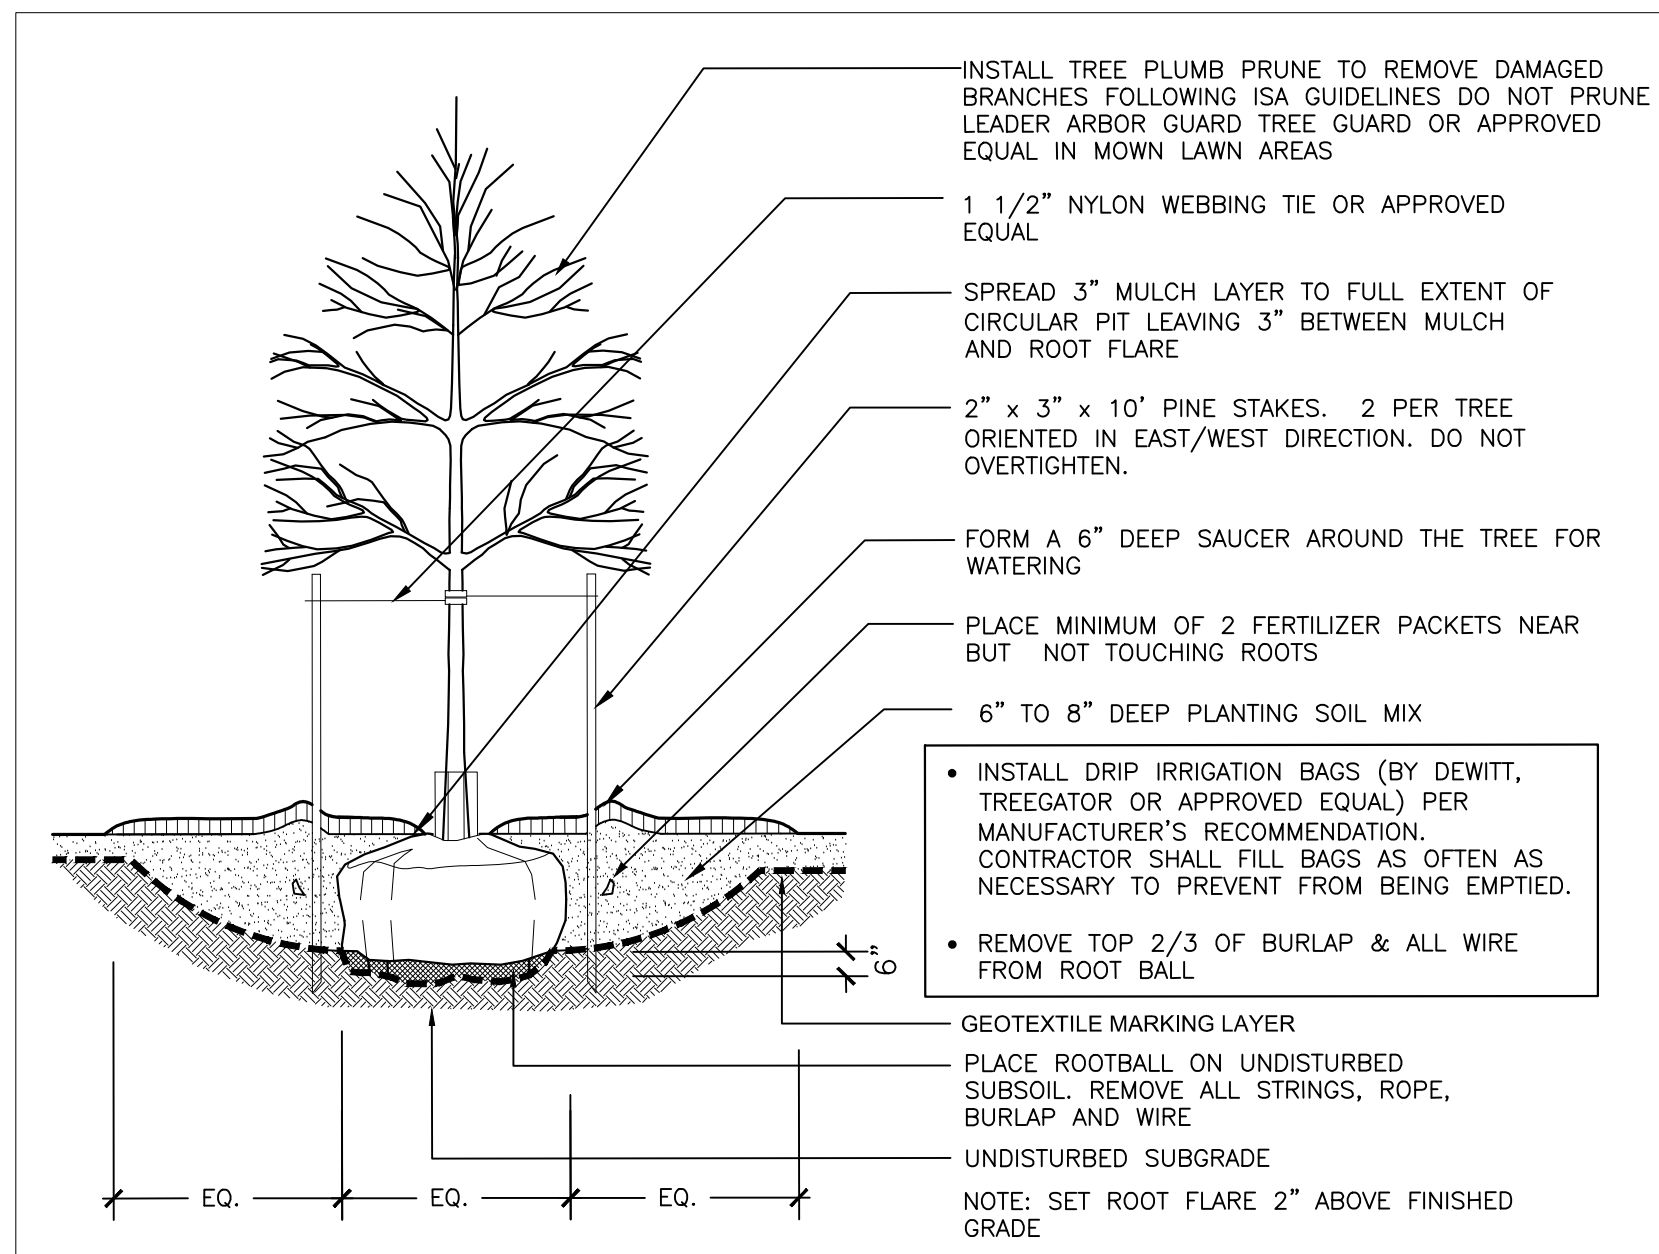 INSTALL TREE PLUMB PRUNE TO REMOVE DAMAGED
BRANCHES FOLLOWING ISA GUIDELINES DO NOT PRUNE
LEADER ARBOR GUARD TREE GUARD OR APPROVED
EQUAL IN MOWN LAWN AREAS
1 1/2" NYLON WEBBING TIE OR APPROVED
EQUAL
SPREAD 3" MULCH LAYER TO FULL EXTENT OF
CIRCULAR PIT LEAVING 3" BETWEEN MULCH
AND ROOT FLARE
2" x 3" x 10' PINE STAKES. 2 PER TREE
ORIENTED IN EAST/WEST DIRECTION. DO NOT
OVERTIGHTEN.
FORM A 6" DEEP SAUCER AROUND THE TREE FOR
WATERING
PLACE MINIMUM OF 2 FERTILIZER PACKETS NEAR
BUT NOT TOUCHING ROOTS
6" TO 8" DEEP PLANTING SOIL MIX
• INSTALL DRIP IRRIGATION BAGS (BY DEWITT,
TREEGATOR OR APPROVED EQUAL) PER
MANUFACTURER'S RECOMMENDATION.
CONTRACTOR SHALL FILL BAGS AS OFTEN AS
NECESSARY TO PREVENT FROM BEING EMPTIED.
• REMOVE TOP 2/3 OF BURLAP & ALL WIRE
FROM ROOT BALL
6"
GEOTEXTILE MARKING LAYER
PLACE ROOTBALL ON UNDISTURBED
SUBSOIL. REMOVE ALL STRINGS, ROPE,
BURLAP AND WIRE
UNDISTURBED SUBGRADE
EQ. EQ. EQ.
NOTE: SET ROOT FLARE 2" ABOVE FINISHED
GRADE